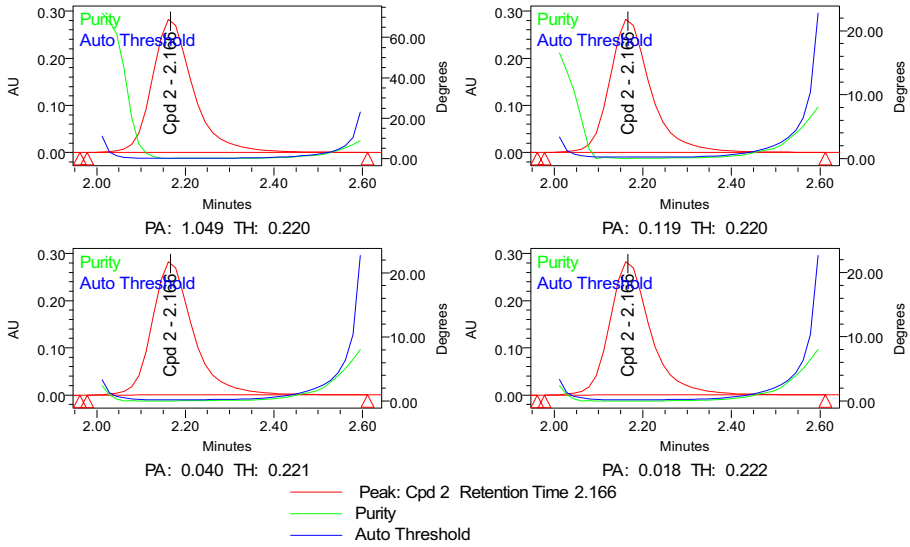 0.30
0.20
0.10
0.00
AU
Purity
Auto Threshold
Cpd 2 - 2.166
60.00
40.00
20.00
0.00
Degrees
2.00 2.20 2.40 2.60
Minutes
PA: 1.049 TH: 0.220
0.30
0.20
0.10
0.00
AU
Purity
Auto Threshold
Cpd 2 - 2.166
20.00
10.00
0.00
Degrees
2.00 2.20 2.40 2.60
Minutes
PA: 0.119 TH: 0.220
0.30
0.20
0.10
0.00
AU
Purity
Auto Threshold
Cpd 2 - 2.166
20.00
10.00
0.00
Degrees
2.00 2.20 2.40 2.60
Minutes
PA: 0.040 TH: 0.221
0.30
0.20
0.10
0.00
AU
Purity
Auto Threshold
Cpd 2 - 2.166
20.00
10.00
0.00
Degrees
2.00 2.20 2.40 2.60
Minutes
PA: 0.018 TH: 0.222
Peak: Cpd 2 Retention Time 2.166
Purity
Auto Threshold